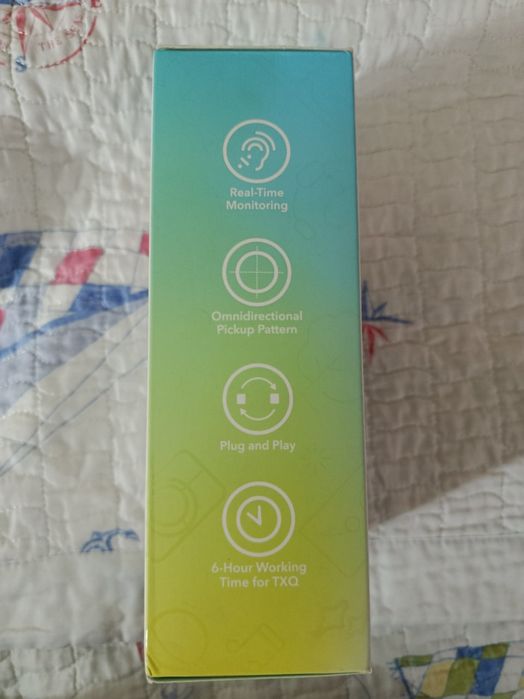 Real-Time
Monitoring
Omnidirectional
Pickup Pattern
Plug and Play
6-Hour Working
Time for TXQ